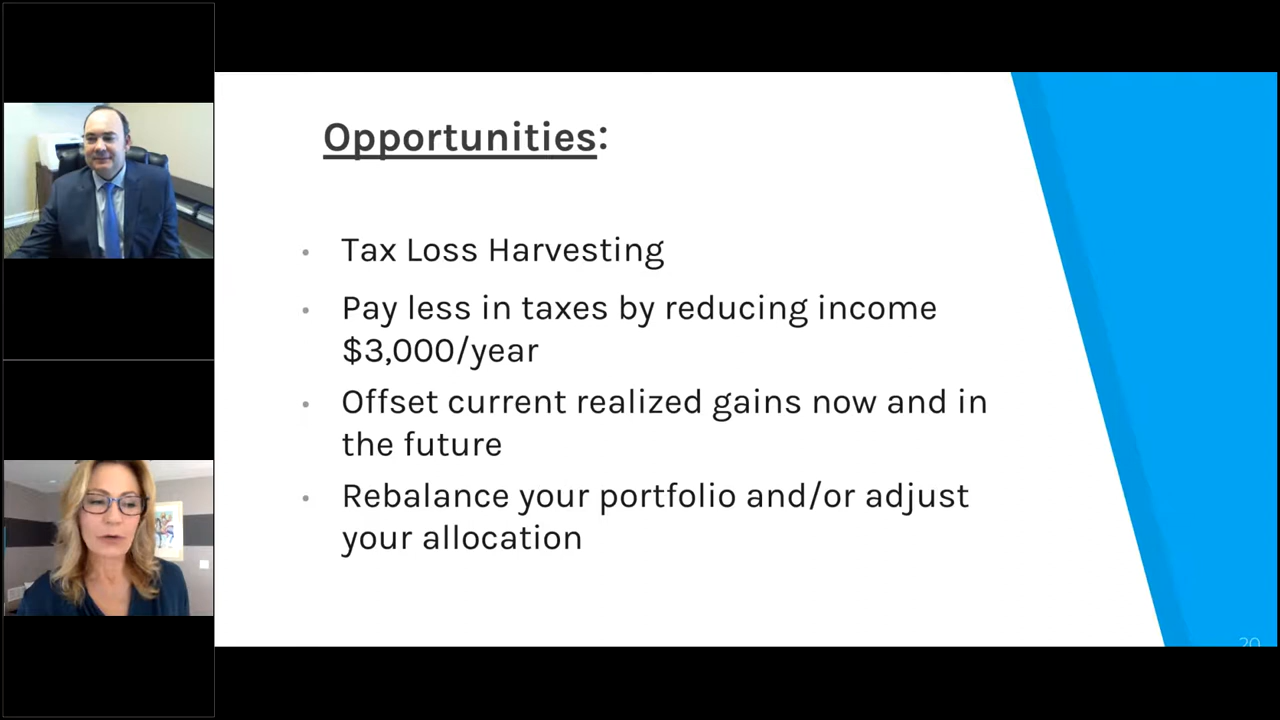 Opportunities:
• Tax Loss Harvesting
• Pay less in taxes by reducing income
$3,000/year
• Offset current realized gains now and in
the future
• Rebalance your portfolio and/or adjust
your allocation
20